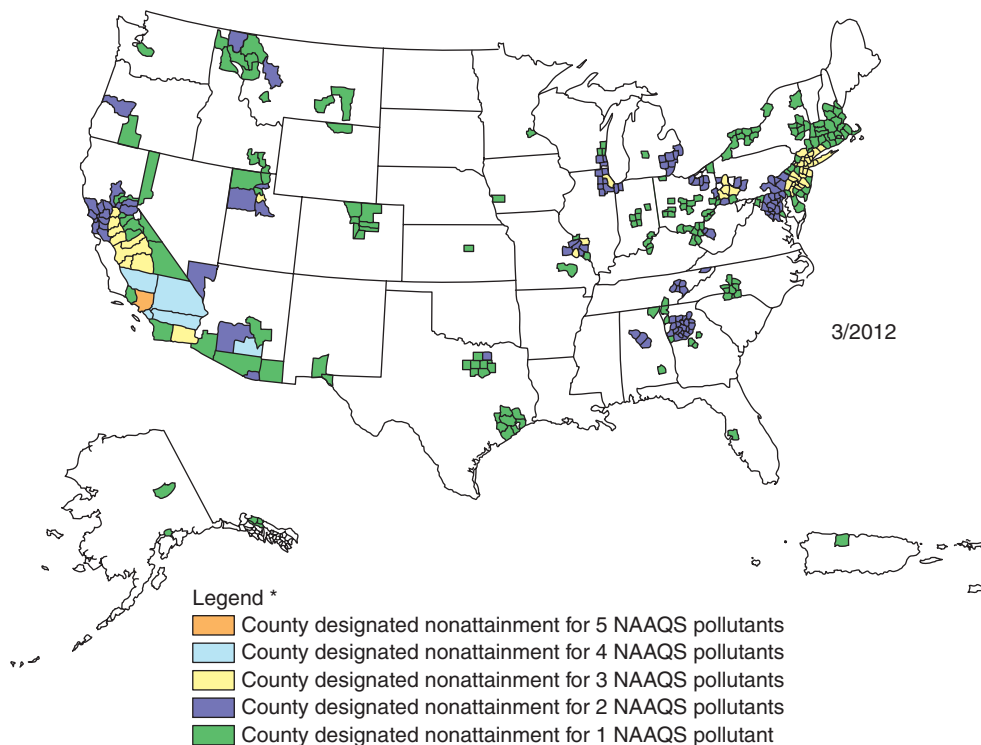 3/2012
Legend *
County designated nonattainment for 5 NAAQS pollutants
County designated nonattainment for 4 NAAQS pollutants
County designated nonattainment for 3 NAAQS pollutants
County designated nonattainment for 2 NAAQS pollutants
County designated nonattainment for 1 NAAQS pollutant